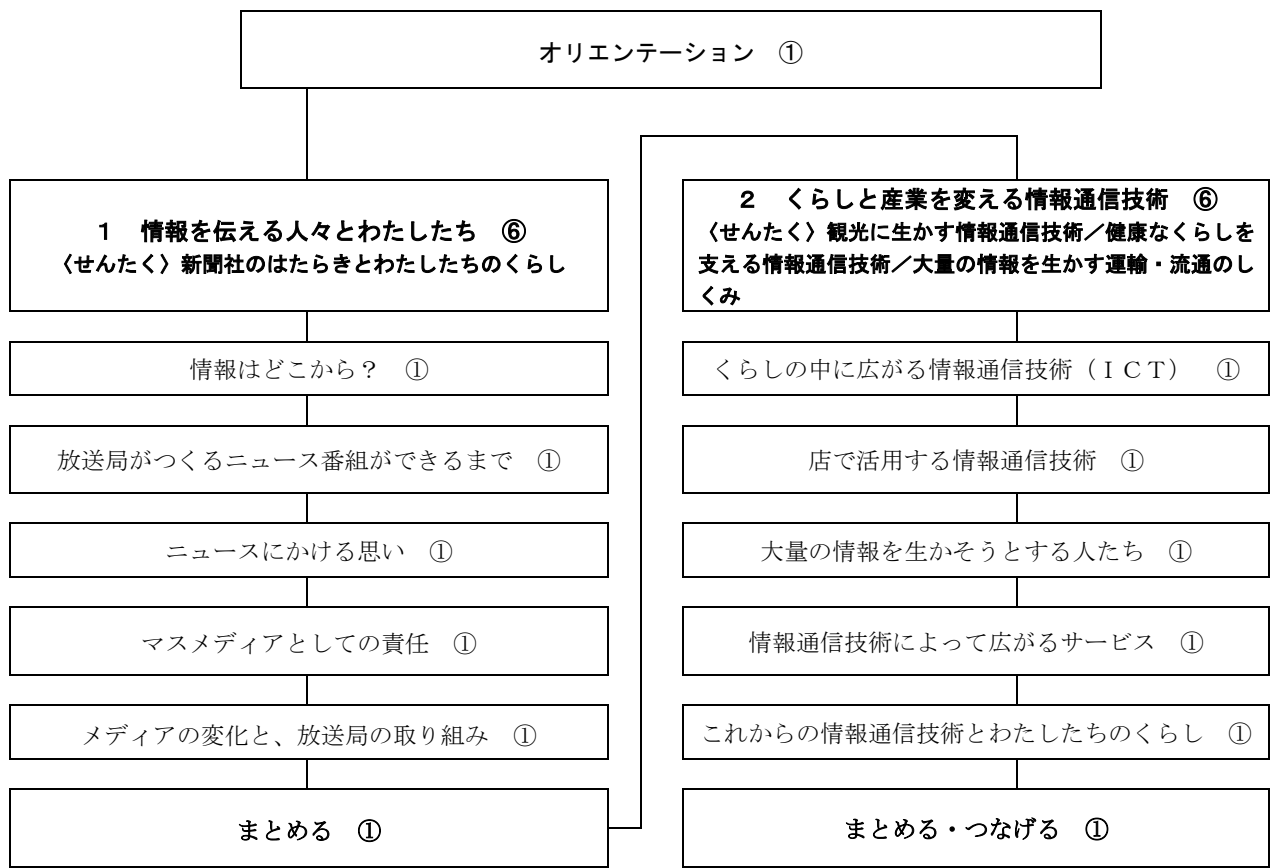 オリエンテーション　①
１　情報を伝える人々とわたしたち　⑥
〈せんたく〉新聞社のはたらきとわたしたちのくらし
情報はどこから？　①
放送局がつくるニュース番組ができるまで　①
ニュースにかける思い　①
マスメディアとしての責任　①
メディアの変化と、放送局の取り組み　①
まとめる　①
２　くらしと産業を変える情報通信技術　⑥
〈せんたく〉観光に生かす情報通信技術／健康なくらしを
支える情報通信技術／大量の情報を生かす運輸・流通のし
くみ
くらしの中に広がる情報通信技術（ＩＣＴ）　①
店で活用する情報通信技術　①
大量の情報を生かそうとする人たち　①
情報通信技術によって広がるサービス　①
これからの情報通信技術とわたしたちのくらし　①
まとめる・つなげる　①